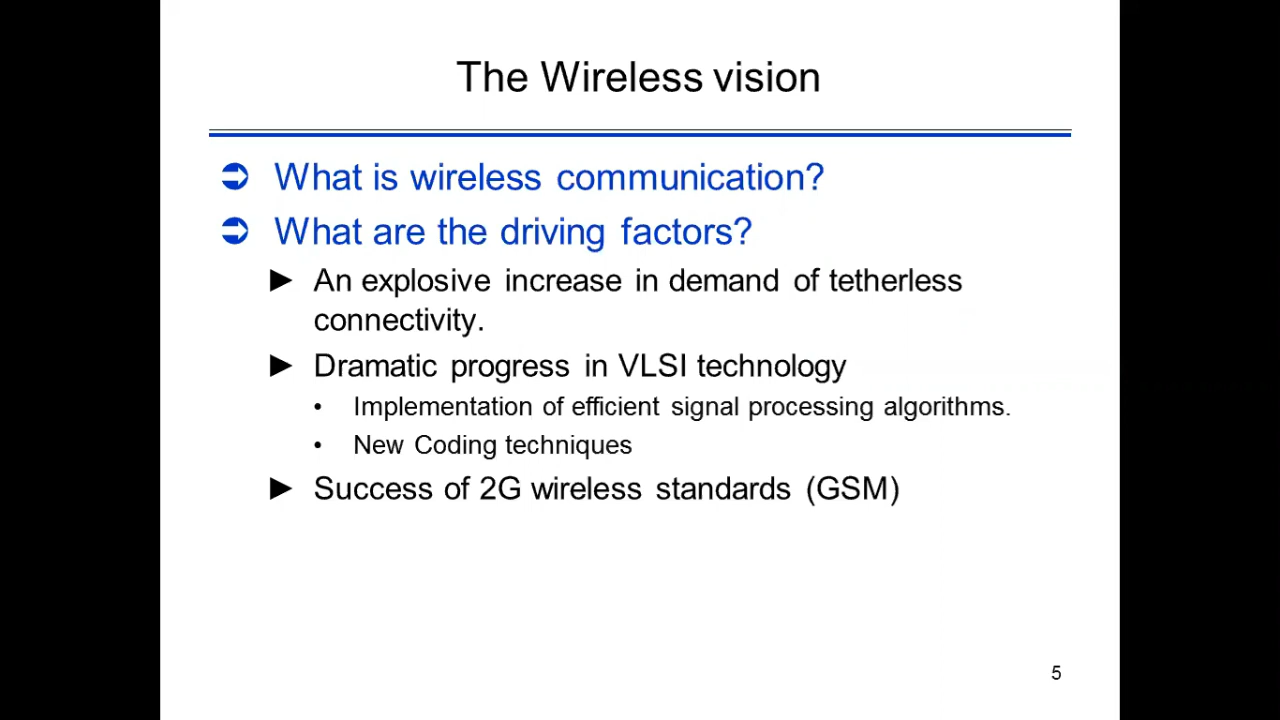 The Wireless vision
➲ What is wireless communication?
➲ What are the driving factors?
► An explosive increase in demand of tetherless
connectivity.
► Dramatic progress in VLSI technology
• Implementation of efficient signal processing algorithms.
• New Coding techniques
► Success of 2G wireless standards (GSM)
5